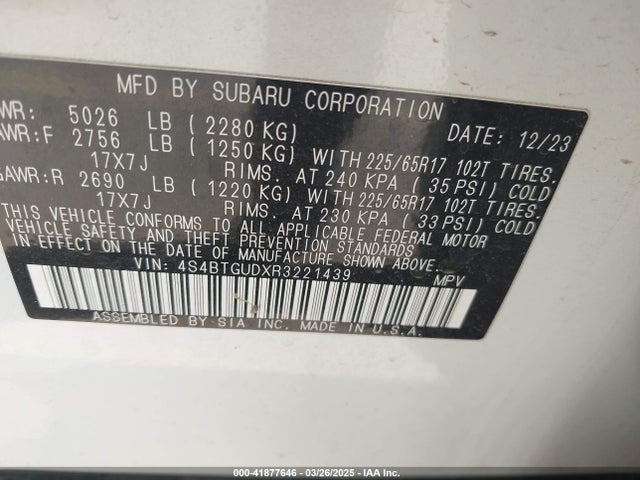 MFD BY SUBARU CORPORATION
WR: 5026 LB ( 2280 KG) DATE: 12/23
AWR:F 2756 LB ( 1250 KG) WITH 225/65R17 102T TIRES.
17X7J RIMS. AT 240 KPA ( 35 PSI) COLD
GAWR:R 2690 LB ( 1220 KG) WITH 225/65R17 102T TIRES.
17X7J RIMS. AT 230 KPA ( 33 PSI) COLD
THIS VEHICLE CONFORMS TO ALL APPLICABLE FEDERAL MOTOR
VEHICLE SAFETY AND THEFT PREVENTION STANDARDS
IN EFFECT ON THE DATE OF MANUFACTURE SHOWN ABOVE.
VIN: 4S4BTGUDXR3221439 MPV
ASSEMBLED BY SIA INC. MADE IN U.S.A.
000-41877646 | 03/26/2025 | IAA Inc.